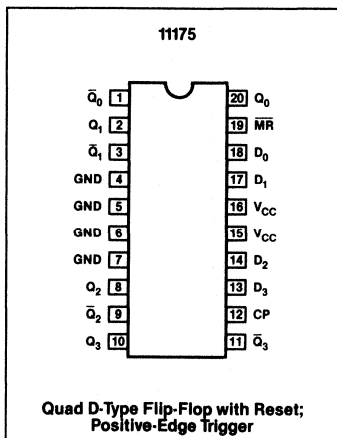 11175
Q̅0 1 20 Q0
Q1 2 19 M̅R̅
Q̅1 3 18 D0
GND 4 17 D1
GND 5 16 VCC
GND 6 15 VCC
GND 7 14 D2
Q2 8 13 D3
Q̅2 9 12 CP
Q3 10 11 Q̅3
Quad D-Type Flip-Flop with Reset;
Positive-Edge Trigger